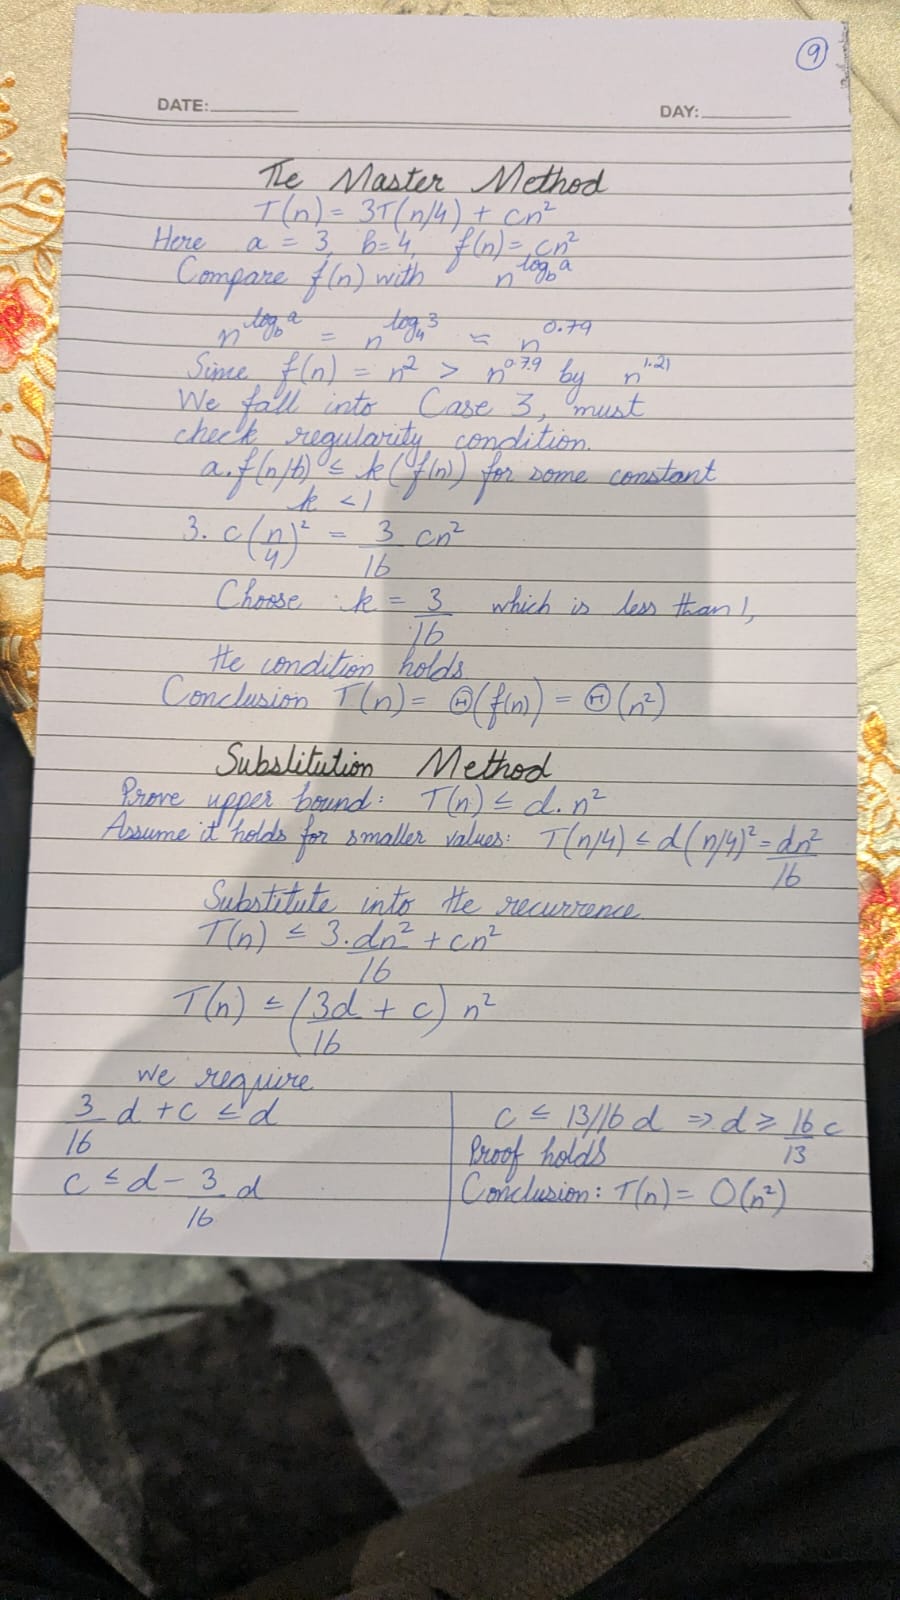 9
DATE:
DAY:
The Master Method
T(n) = 3T(n/4) + cn²
Here a = 3, b=4, f(n)= cn²
Compare f(n) with n^log_b a
n^log_b a = n^log_4 3 ≈ n^0.79
Since f(n) = n² > n^0.79 by n^1.21
We fall into Case 3, must
check regularity condition.
a.f(n/b) ≤ k(f(n)) for some constant
k <1
3. c(n/4)² = 3/16 cn²
Choose k = 3/16 which is less than 1,
the condition holds.
Conclusion T(n) = Θ(f(n)) = Θ(n²)
Substitution Method
Prove upper bound: T(n) ≤ d.n²
Assume it holds for smaller values: T(n/4) ≤ d(n/4)² = dn²/16
Substitute into the recurrence
T(n) ≤ 3.dn²/16 + cn²
T(n) ≤ (3d/16 + c) n²
we require
3/16 d + c ≤ d
c ≤ d - 3/16 d
c ≤ 13/16 d ⇒ d ≥ 16/13 c
Proof holds
Conclusion: T(n) = O(n²)